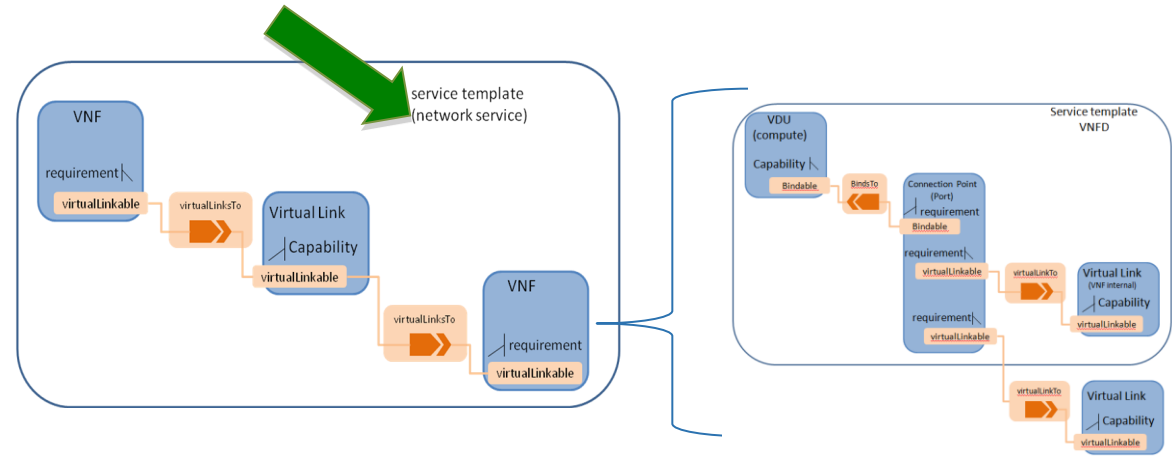 service template
(network service)
VNF
requirement
virtualLinkable
virtualLinksTo
Virtual Link
Capability
virtualLinkable
virtualLinksTo
VNF
requirement
virtualLinkable
Service template
VNFD
VDU
(compute)
Capability
Bindable
BindsTo
Connection Point
(Port)
requirement
Bindable
requirement
virtualLinkable
virtualLinkTo
Virtual Link
(VNF internal)
Capability
virtualLinkable
requirement
virtualLinkable
virtualLinkTo
Virtual Link
Capability
virtualLinkable